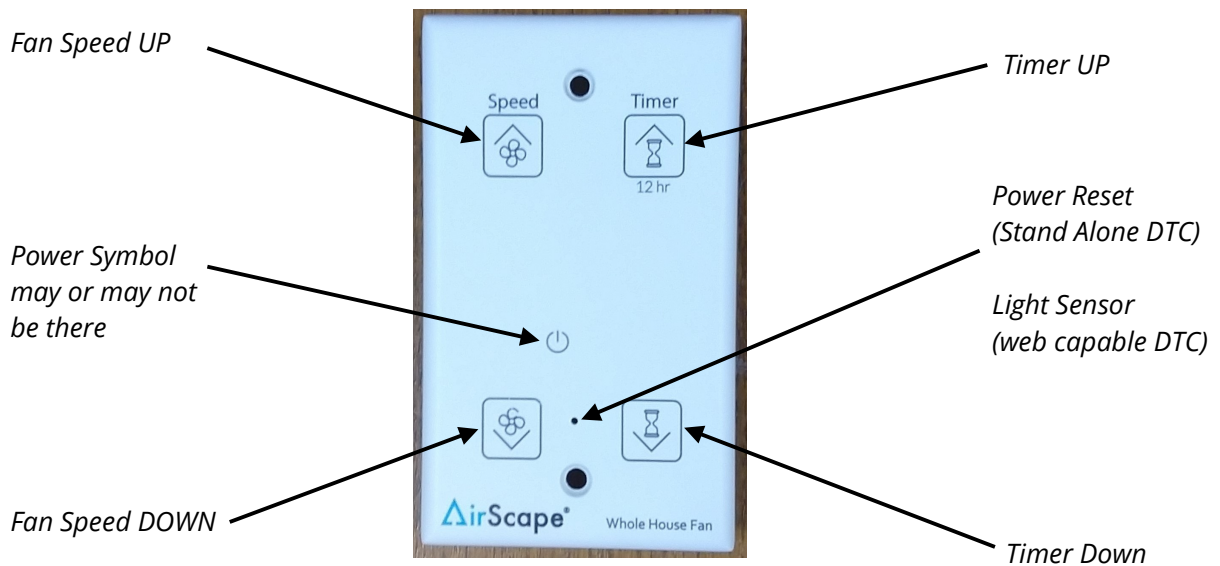 Fan Speed UP
Timer UP
Speed
Timer
12 hr
Power Reset
(Stand Alone DTC)
Power Symbol
may or may not
be there
Light Sensor
(web capable DTC)
Fan Speed DOWN
AirScape®
Whole House Fan
Timer Down